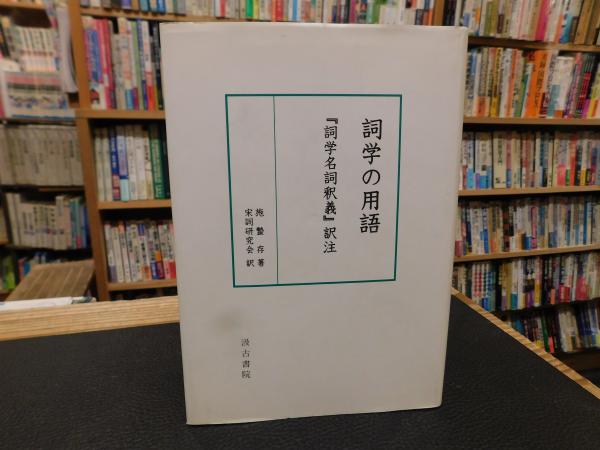 詞学の用語
『詞学名詞釈義』訳注
施蟄存 著
宋詞研究会 訳
汲古書院